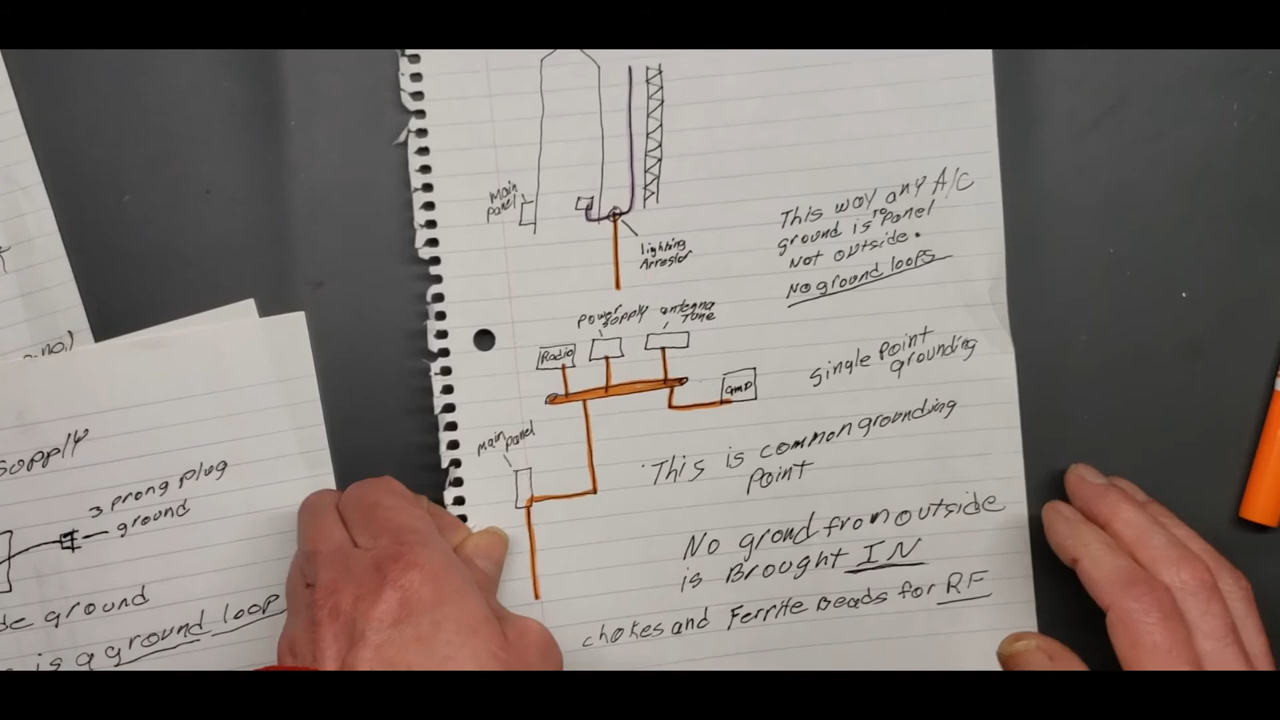 main
panel
lighting
Arrestor
This way any A/C
ground is to Panel
Not outside.
No ground loops
power
supply
antenna
Tune
Radio
amp
Single Point
grounding
main panel
This is common grounding
Point
No grond from outside
is Brought IN
chokes and Ferrite Beads for RF
supply
3 prong plug
ground
ground
is a ground loop